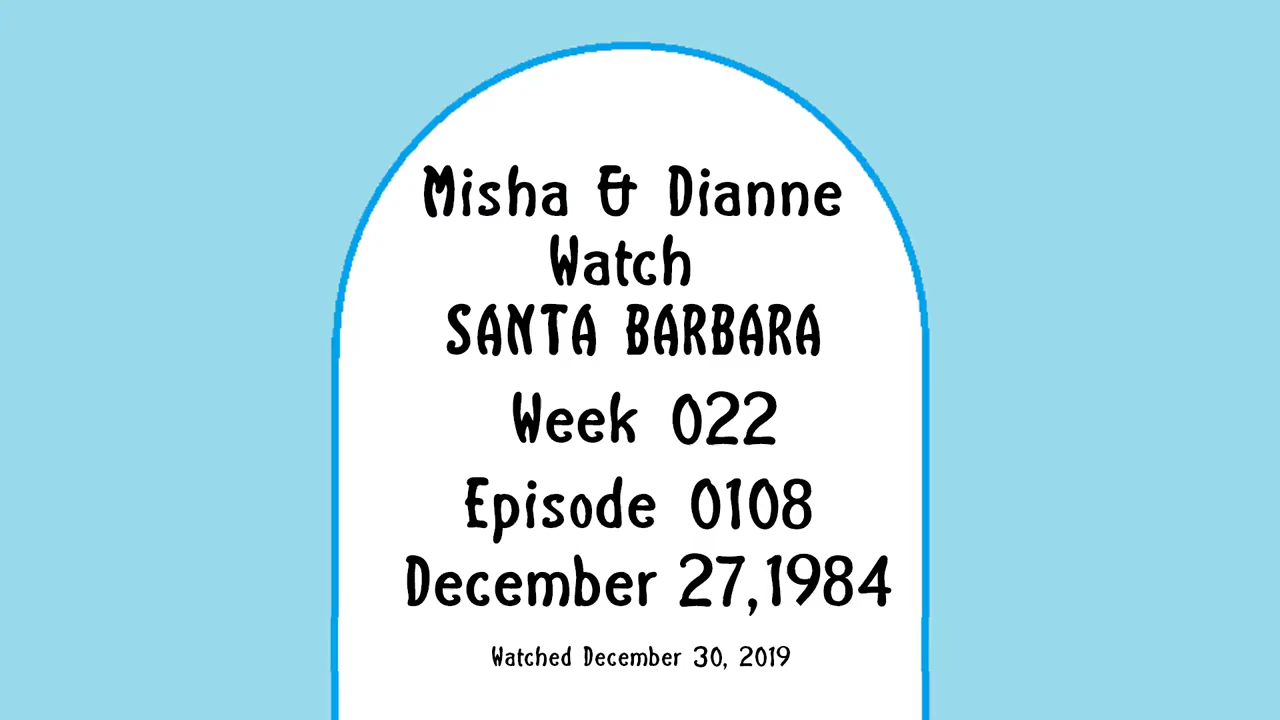 Misha & Dianne
Watch
SANTA BARBARA
Week 022
Episode 0108
December 27,1984
Watched December 30, 2019